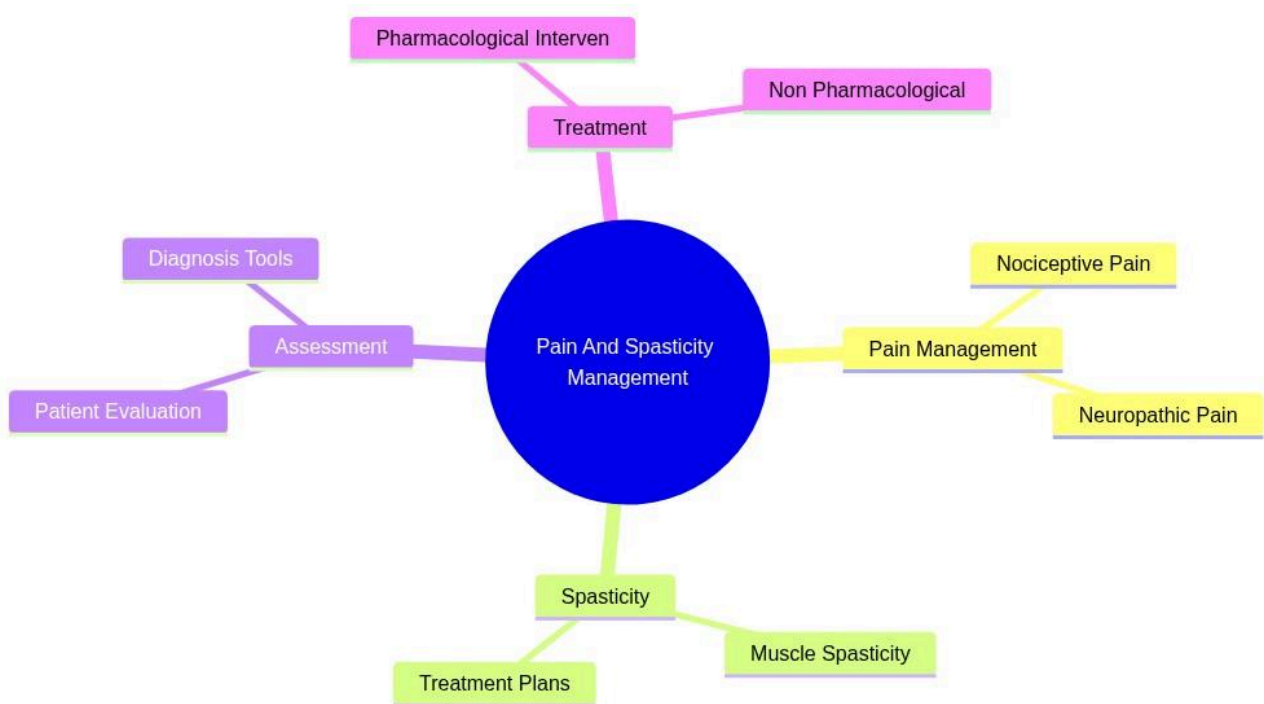 Pharmacological Interven
Non Pharmacological
Treatment
Diagnosis Tools
Nociceptive Pain
Assessment
Pain And Spasticity
Management
Pain Management
Patient Evaluation
Neuropathic Pain
Spasticity
Muscle Spasticity
Treatment Plans